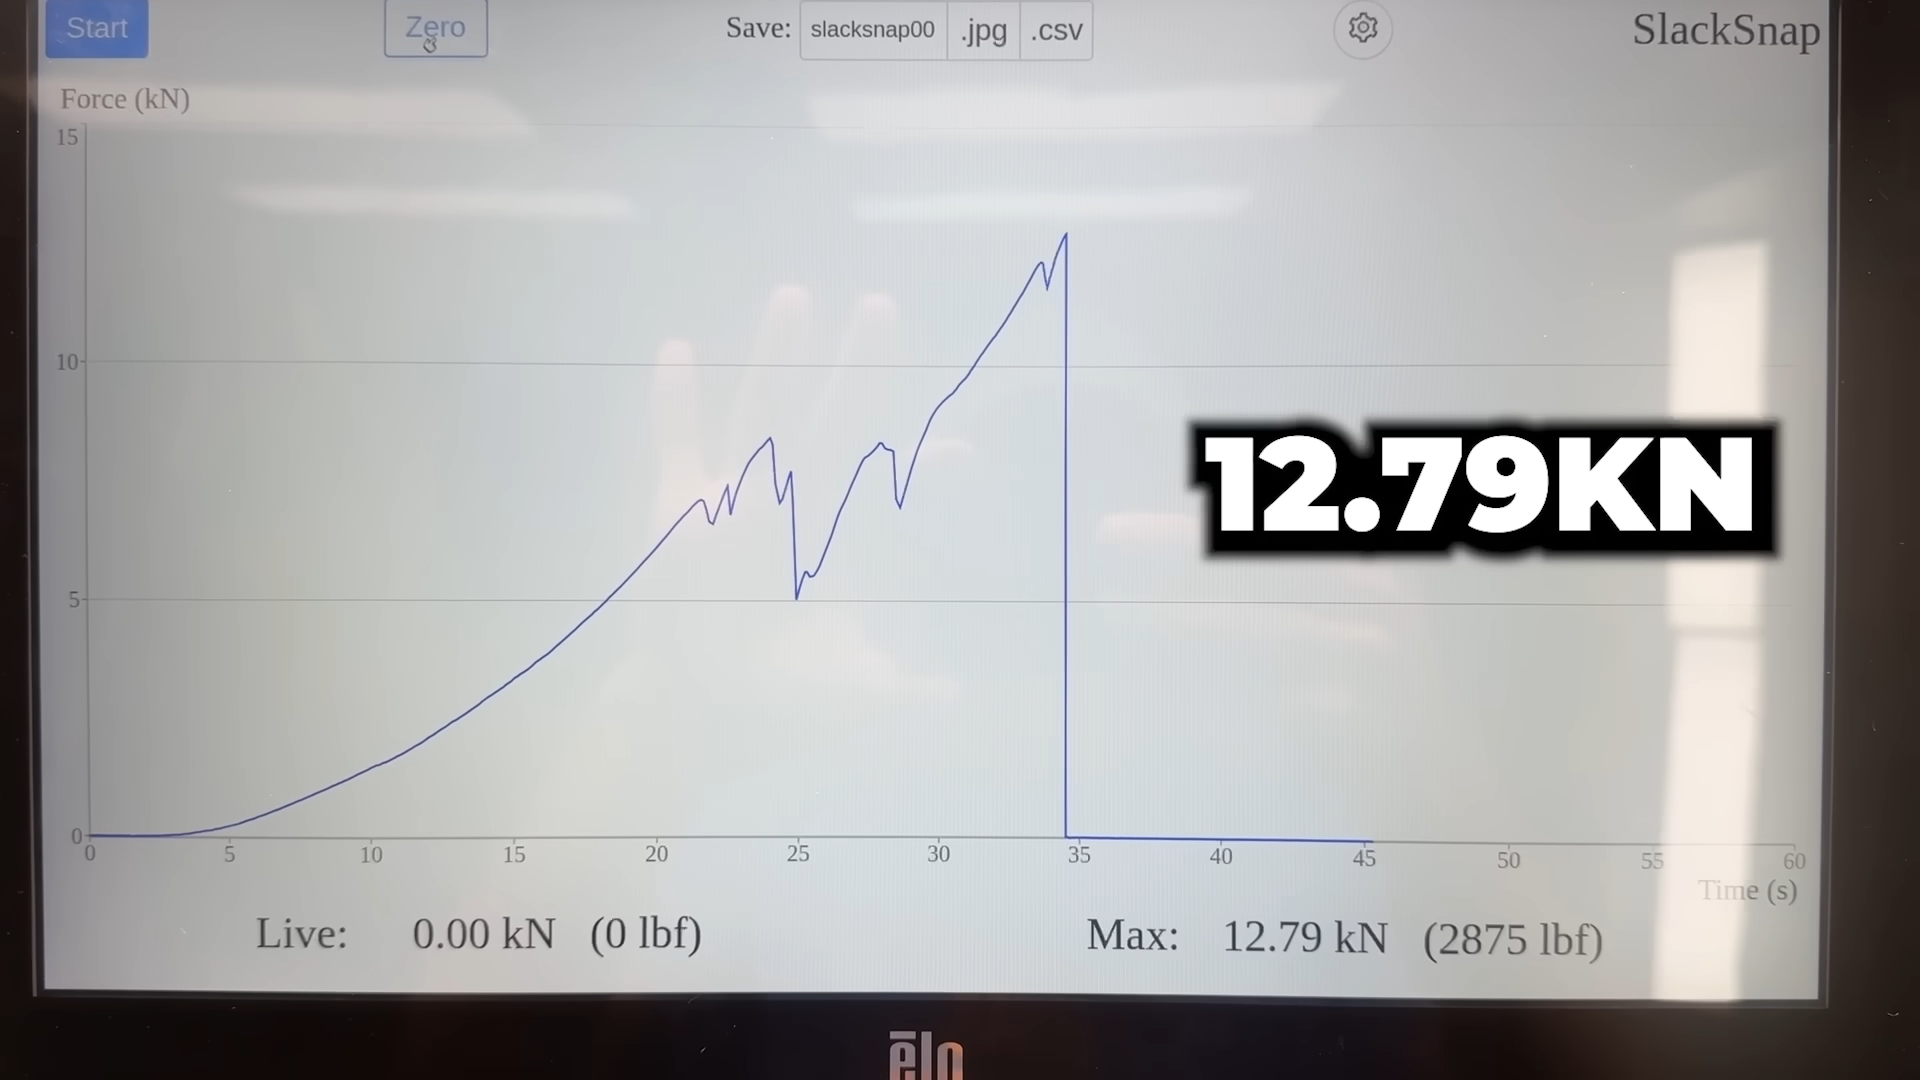 Start Zero Save: slacksnap00 .jpg .csv SlackSnap
Force (kN)
15
10
5
0
0 5 10 15 20 25 30 35 40 45 50 55 60
Time (s)
12.79KN
Live: 0.00 kN (0 lbf) Max: 12.79 kN (2875 lbf)
ēlo